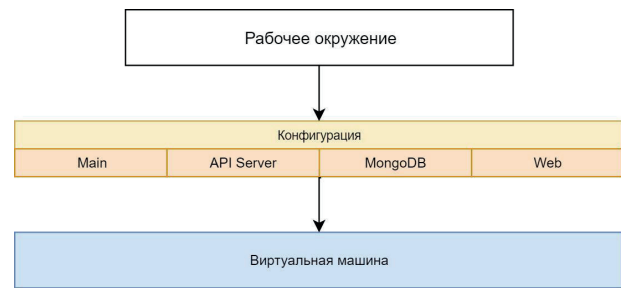 Рабочее окружение
Конфигурация
Main API Server MongoDB Web
Виртуальная машина